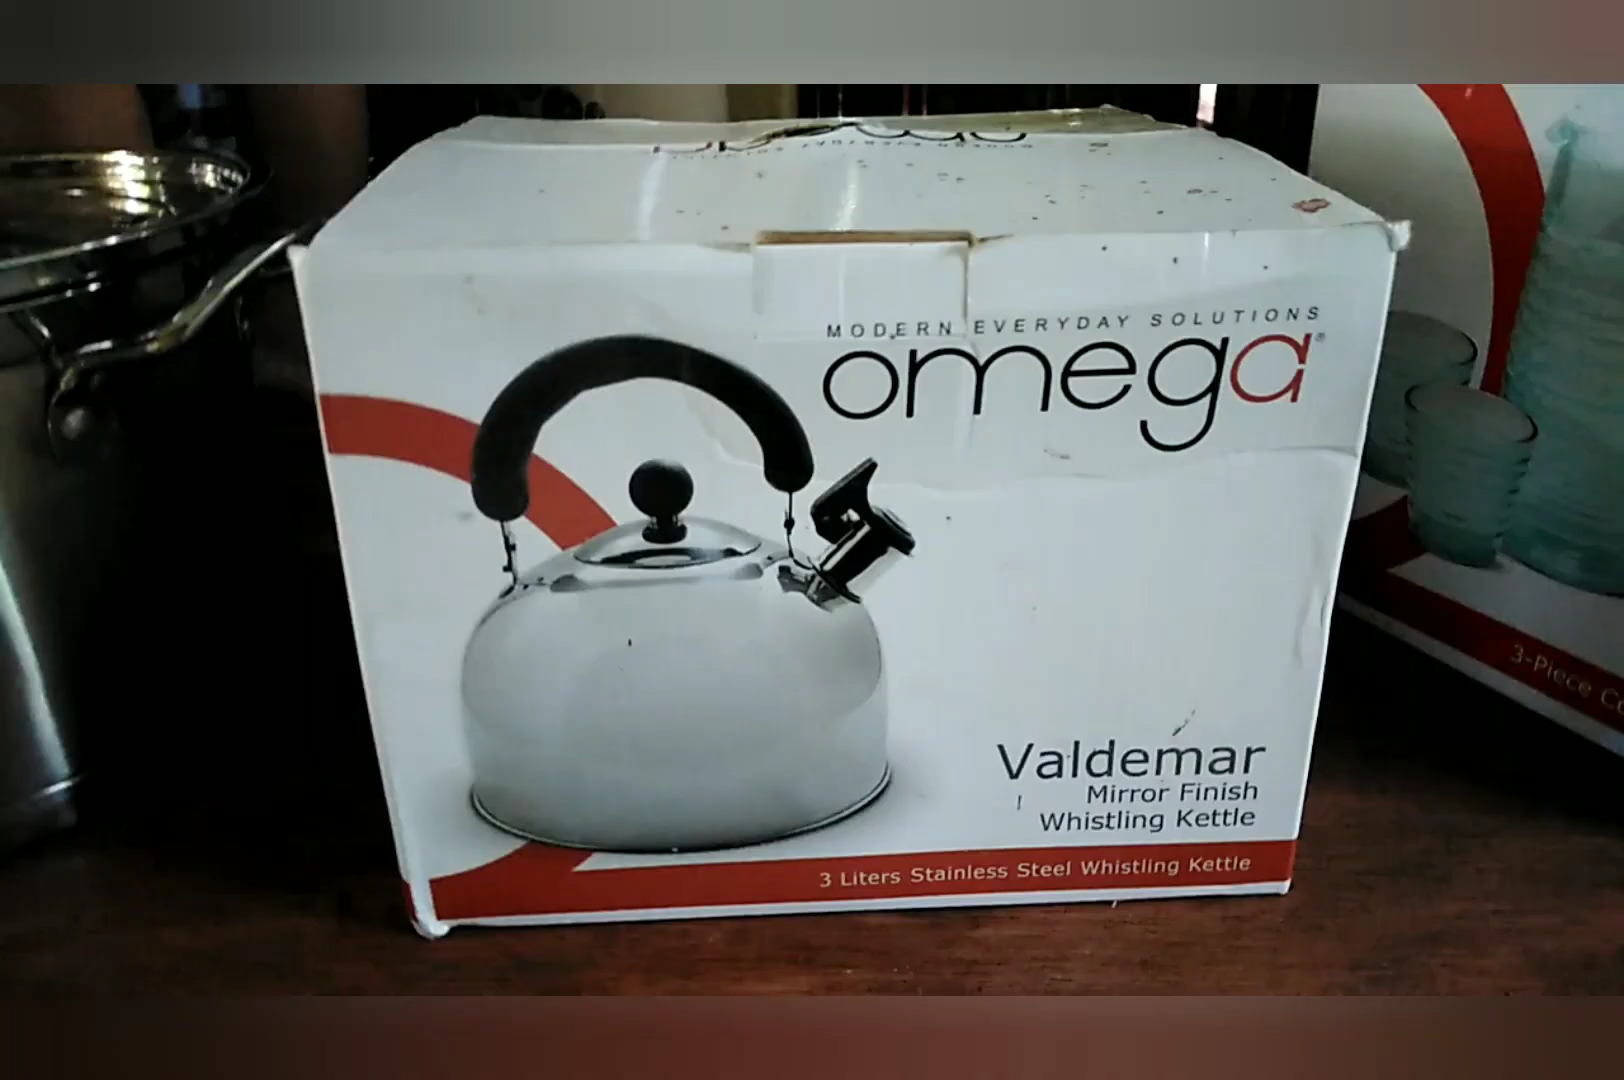 MODERN EVERYDAY SOLUTIONS
omega®
Valdemar
Mirror Finish
Whistling Kettle
3 Liters Stainless Steel Whistling Kettle
3-Piece